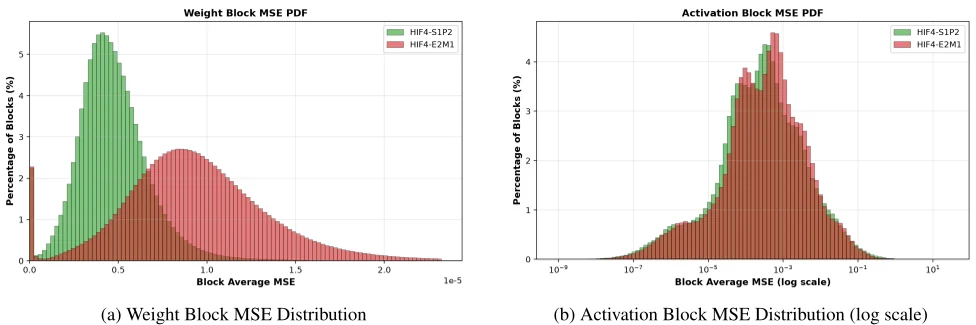 Weight Block MSE PDF
HIF4-S1P2
HIF4-E2M1
Percentage of Blocks (%)
5
4
3
2
1
0
0.0
0.5
1.0
1.5
2.0
1e-5
Block Average MSE
(a) Weight Block MSE Distribution
Activation Block MSE PDF
HIF4-S1P2
HIF4-E2M1
Percentage of Blocks (%)
4
3
2
1
0
10⁻⁹
10⁻⁷
10⁻⁵
10⁻³
10⁻¹
10¹
Block Average MSE (log scale)
(b) Activation Block MSE Distribution (log scale)